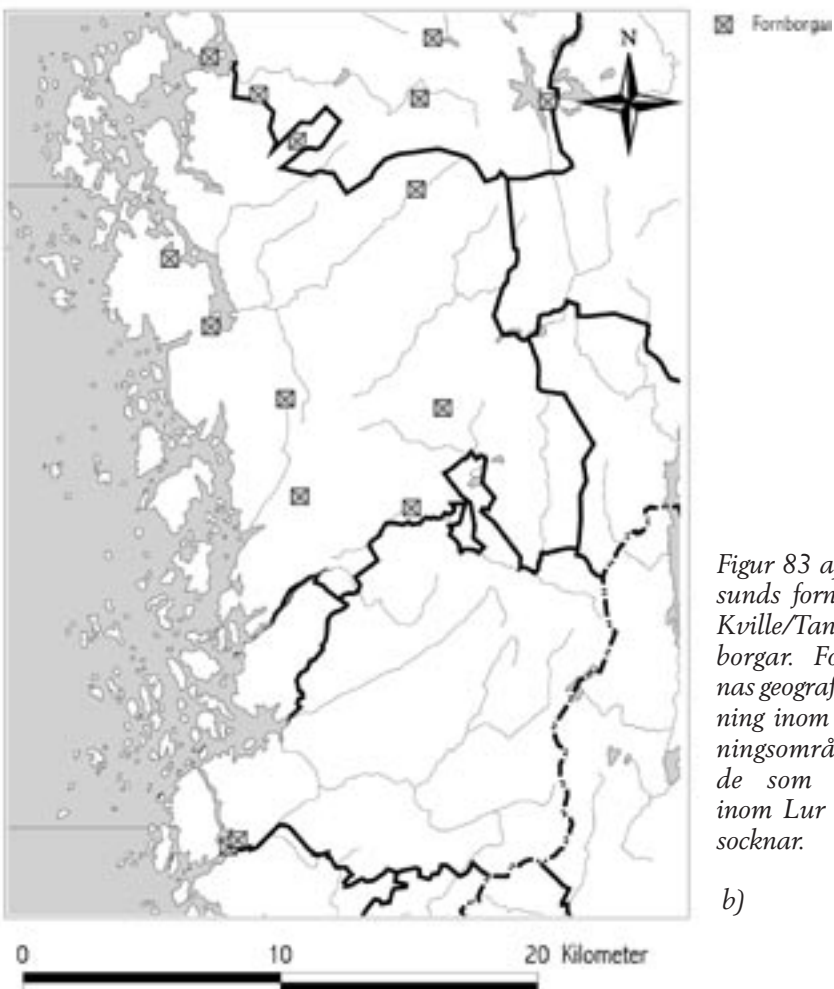 Fornborgar
N
Figur 83 a,
sunds forn
Kville/Tan
borgar. Fo
nas geograf
ning inom
ningsområ
de som
inom Lur
socknar.
b)
0 10 20 Kilometer